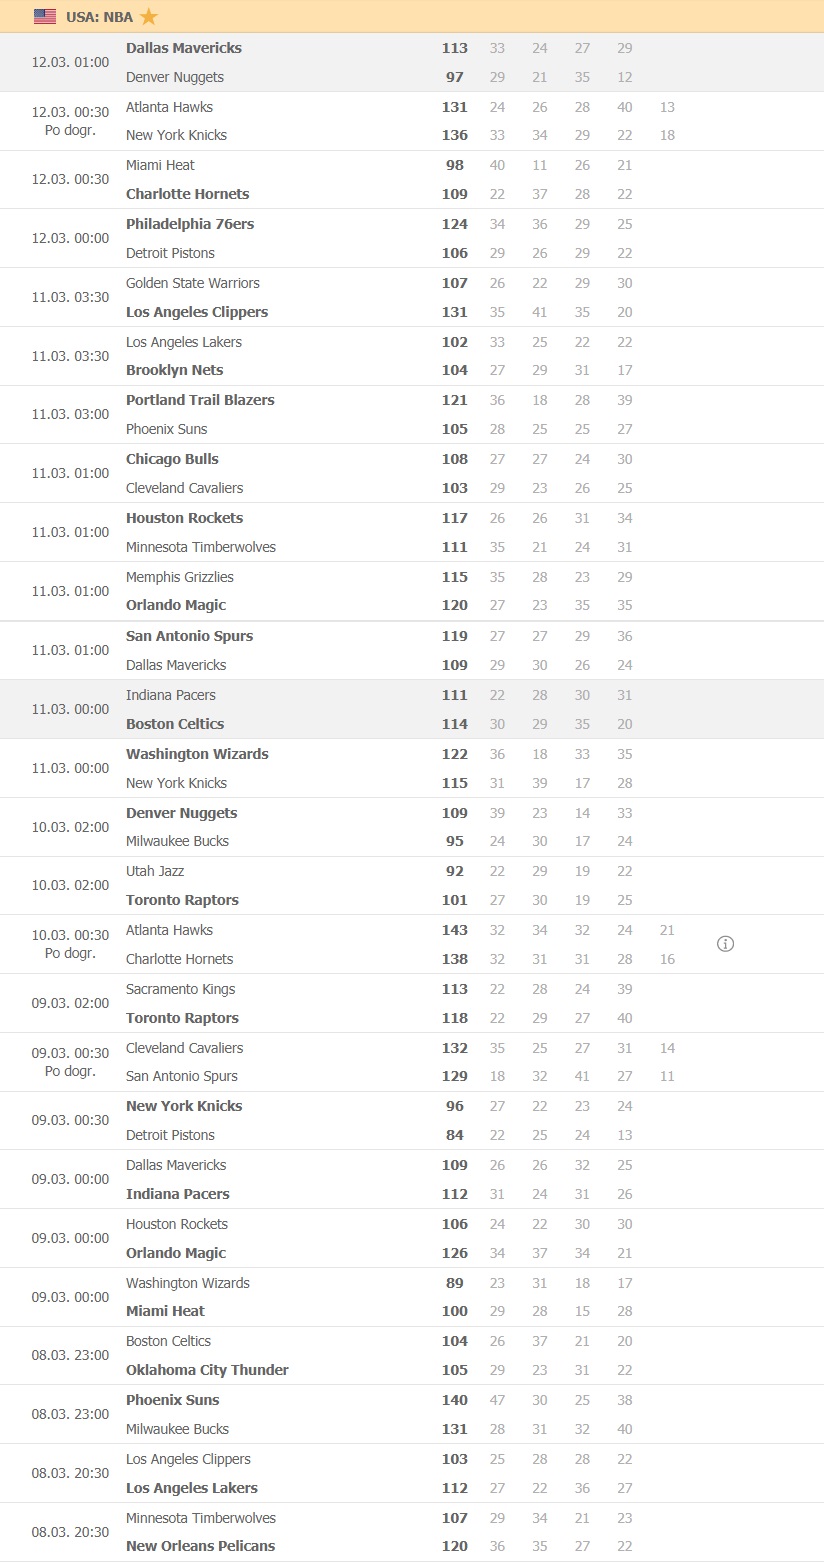 USA: NBA
12.03. 01:00
Dallas Mavericks 113 33 24 27 29
Denver Nuggets 97 29 21 35 12
12.03. 00:30
Po dogr.
Atlanta Hawks 131 24 26 28 40 13
New York Knicks 136 33 34 29 22 18
12.03. 00:30
Miami Heat 98 40 11 26 21
Charlotte Hornets 109 22 37 28 22
12.03. 00:00
Philadelphia 76ers 124 34 36 29 25
Detroit Pistons 106 29 26 29 22
11.03. 03:30
Golden State Warriors 107 26 22 29 30
Los Angeles Clippers 131 35 41 35 20
11.03. 03:30
Los Angeles Lakers 102 33 25 22 22
Brooklyn Nets 104 27 29 31 17
11.03. 03:00
Portland Trail Blazers 121 36 18 28 39
Phoenix Suns 105 28 25 25 27
11.03. 01:00
Chicago Bulls 108 27 27 24 30
Cleveland Cavaliers 103 29 23 26 25
11.03. 01:00
Houston Rockets 117 26 26 31 34
Minnesota Timberwolves 111 35 21 24 31
11.03. 01:00
Memphis Grizzlies 115 35 28 23 29
Orlando Magic 120 27 23 35 35
11.03. 01:00
San Antonio Spurs 119 27 27 29 36
Dallas Mavericks 109 29 30 26 24
11.03. 00:00
Indiana Pacers 111 22 28 30 31
Boston Celtics 114 30 29 35 20
11.03. 00:00
Washington Wizards 122 36 18 33 35
New York Knicks 115 31 39 17 28
10.03. 02:00
Denver Nuggets 109 39 23 14 33
Milwaukee Bucks 95 24 30 17 24
10.03. 02:00
Utah Jazz 92 22 29 19 22
Toronto Raptors 101 27 30 19 25
10.03. 00:30
Po dogr.
Atlanta Hawks 143 32 34 32 24 21
Charlotte Hornets 138 32 31 31 28 16
09.03. 02:00
Sacramento Kings 113 22 28 24 39
Toronto Raptors 118 22 29 27 40
09.03. 00:30
Po dogr.
Cleveland Cavaliers 132 35 25 27 31 14
San Antonio Spurs 129 18 32 41 27 11
09.03. 00:30
New York Knicks 96 27 22 23 24
Detroit Pistons 84 22 25 24 13
09.03. 00:00
Dallas Mavericks 109 26 26 32 25
Indiana Pacers 112 31 24 31 26
09.03. 00:00
Houston Rockets 106 24 22 30 30
Orlando Magic 126 34 37 34 21
09.03. 00:00
Washington Wizards 89 23 31 18 17
Miami Heat 100 29 28 15 28
08.03. 23:00
Boston Celtics 104 26 37 21 20
Oklahoma City Thunder 105 29 23 31 22
08.03. 23:00
Phoenix Suns 140 47 30 25 38
Milwaukee Bucks 131 28 31 32 40
08.03. 20:30
Los Angeles Clippers 103 25 28 28 22
Los Angeles Lakers 112 27 22 36 27
08.03. 20:30
Minnesota Timberwolves 107 29 34 21 23
New Orleans Pelicans 120 36 35 27 22